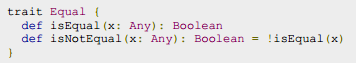 trait Equal {
  def isEqual(x: Any): Boolean
  def isNotEqual(x: Any): Boolean = !isEqual(x)
}